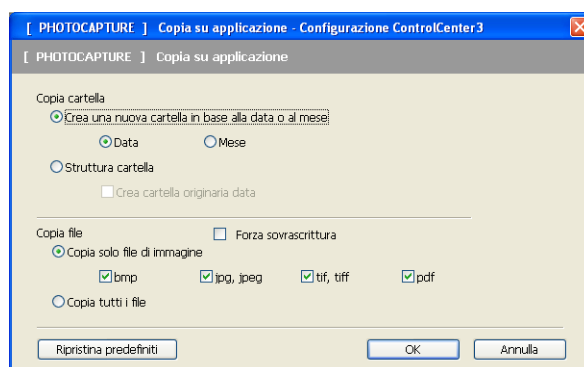 [ PHOTOCAPTURE ] Copia su applicazione - Configurazione ControlCenter3
[ PHOTOCAPTURE ] Copia su applicazione
Copia cartella
Crea una nuova cartella in base alla data o al mese
Data Mese
Struttura cartella
Crea cartella originaria data
Copia file Forza sovrascrittura
Copia solo file di immagine
bmp jpg, jpeg tif, tiff pdf
Copia tutti i file
Ripristina predefiniti OK Annulla